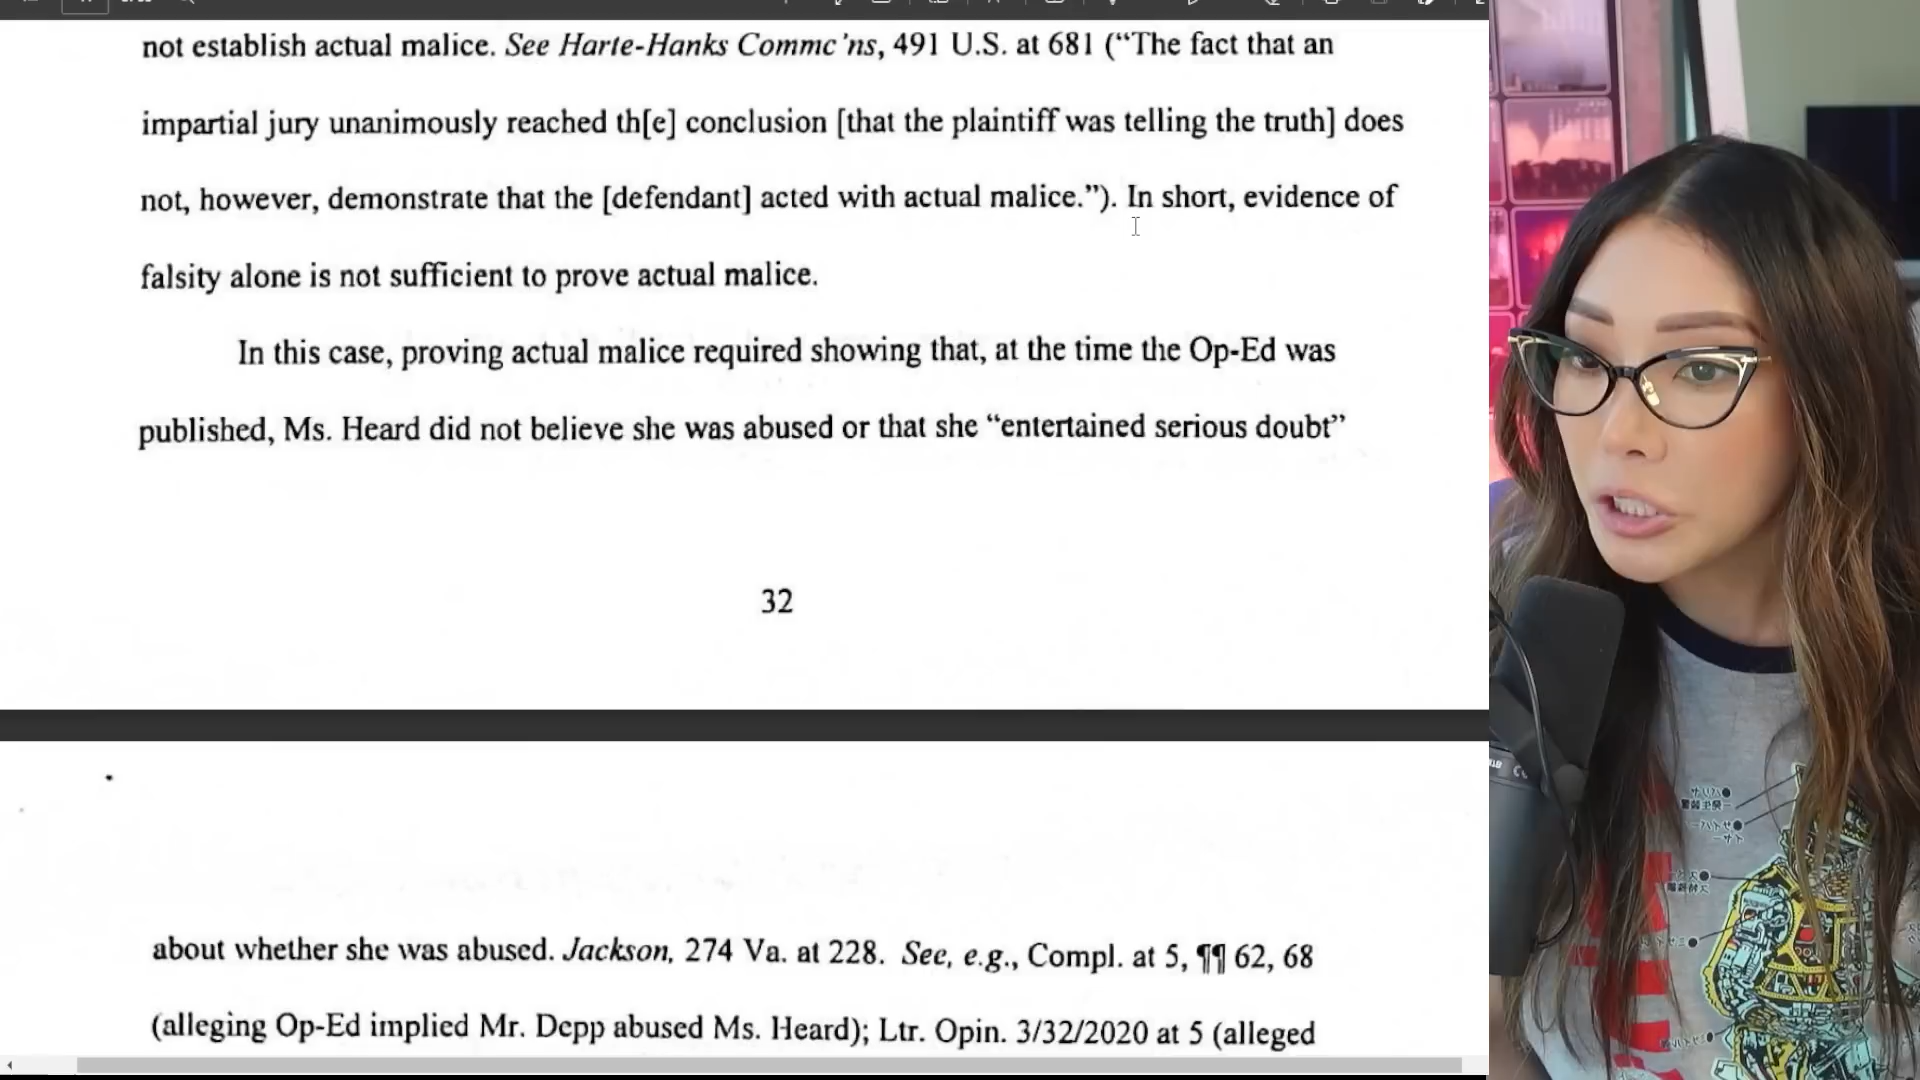 not establish actual malice. See Harte-Hanks Commc'ns, 491 U.S. at 681 (“The fact that an
impartial jury unanimously reached th[e] conclusion [that the plaintiff was telling the truth] does
not, however, demonstrate that the [defendant] acted with actual malice.”). In short, evidence of
falsity alone is not sufficient to prove actual malice.
In this case, proving actual malice required showing that, at the time the Op-Ed was
published, Ms. Heard did not believe she was abused or that she “entertained serious doubt”
32
about whether she was abused. Jackson, 274 Va. at 228. See, e.g., Compl. at 5, ¶¶ 62, 68
(alleging Op-Ed implied Mr. Depp abused Ms. Heard); Ltr. Opin. 3/32/2020 at 5 (alleged